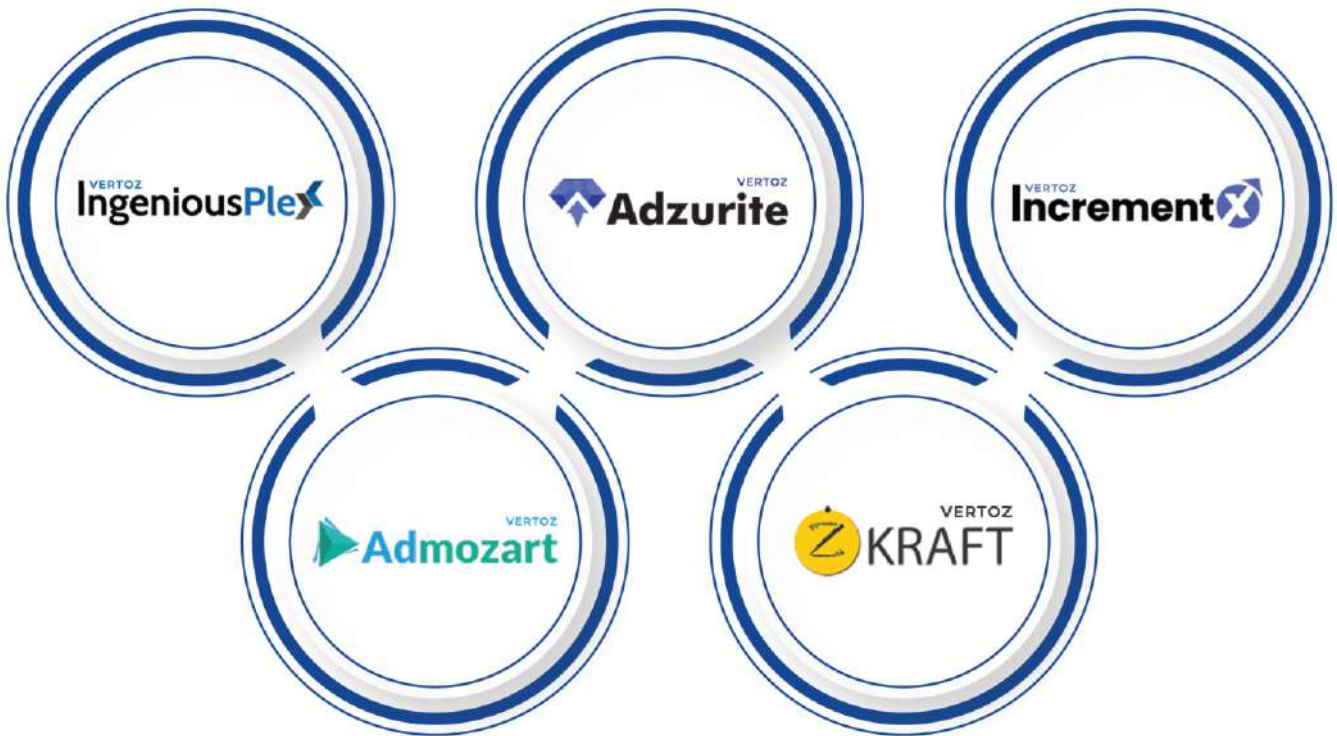 VERTOZ
IngeniousPlex
VERTOZ
Adzurite
VERTOZ
IncrementX
VERTOZ
Admozart
VERTOZ
Z KRAFT